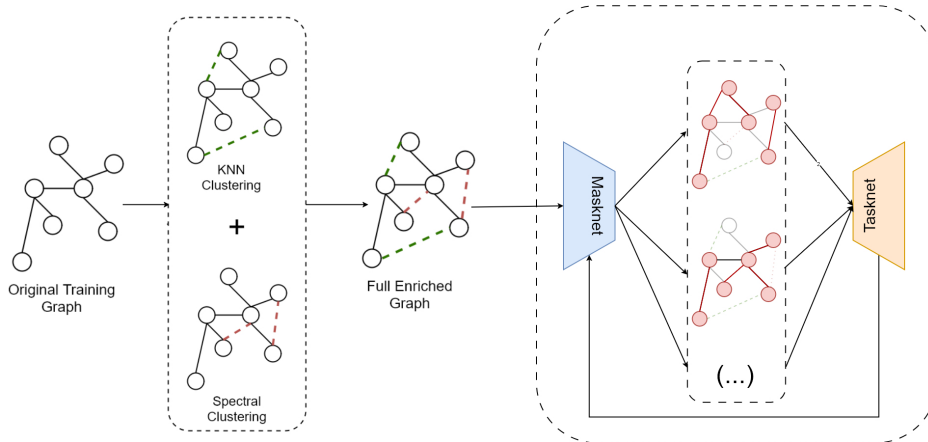 Original Training
Graph
KNN
Clustering
+
Spectral
Clustering
Full Enriched
Graph
Masknet
(...)
Tasknet